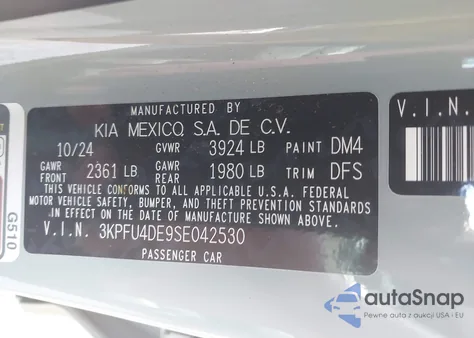 MANUFACTURED BY
KIA MEXICO, S.A. DE C.V.
10/24 GVWR 3924 LB PAINT DM4
GAWR FRONT 2361 LB GAWR REAR 1980 LB TRIM DFS
THIS VEHICLE CONFORMS TO ALL APPLICABLE U.S.A. FEDERAL
MOTOR VEHICLE SAFETY, BUMPER, AND THEFT PREVENTION STANDARDS
IN EFFECT ON THE DATE OF MANUFACTURE SHOWN ABOVE.
V.I.N. 3KPFU4DE9SE042530
PASSENGER CAR
V.I.N.
G510
autoSnap
Pewne auta z aukcji USA - EU